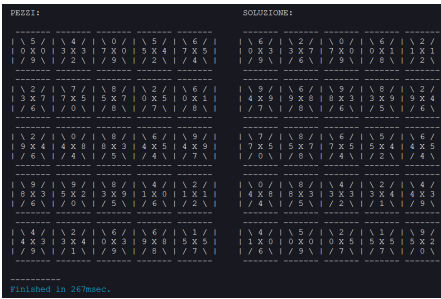 PEZZI: SOLUZIONE:
------- ------- ------- ------- ------- ------- ------- ------- ------- -------
| \ 5 / | \ 4 / | \ 0 / | \ 5 / | \ 6 / | | \ 6 / | \ 2 / | \ 0 / | \ 6 / | \ 2 / |
| 0 X 0 | 3 X 3 | 7 X 0 | 5 X 4 | 7 X 5 | | 0 X 3 | 3 X 7 | 7 X 0 | 0 X 1 | 1 X 1 |
| / 9 \ | / 2 \ | / 9 \ | / 2 \ | / 4 \ | | / 9 \ | / 6 \ | / 9 \ | / 8 \ | / 2 \ |
------- ------- ------- ------- ------- ------- ------- ------- ------- -------
------- ------- ------- ------- ------- ------- ------- ------- ------- -------
| \ 2 / | \ 7 / | \ 8 / | \ 2 / | \ 6 / | | \ 9 / | \ 6 / | \ 9 / | \ 8 / | \ 2 / |
| 3 X 7 | 7 X 5 | 5 X 7 | 0 X 5 | 0 X 1 | | 4 X 9 | 9 X 8 | 8 X 3 | 3 X 9 | 9 X 4 |
| / 6 \ | / 0 \ | / 8 \ | / 7 \ | / 8 \ | | / 7 \ | / 8 \ | / 6 \ | / 5 \ | / 6 \ |
------- ------- ------- ------- ------- ------- ------- ------- ------- -------
------- ------- ------- ------- ------- ------- ------- ------- ------- -------
| \ 2 / | \ 0 / | \ 8 / | \ 6 / | \ 9 / | | \ 7 / | \ 8 / | \ 6 / | \ 5 / | \ 6 / |
| 9 X 4 | 4 X 8 | 8 X 3 | 4 X 5 | 4 X 9 | | 7 X 5 | 5 X 7 | 7 X 5 | 5 X 4 | 4 X 5 |
| / 6 \ | / 4 \ | / 5 \ | / 4 \ | / 7 \ | | / 0 \ | / 8 \ | / 4 \ | / 2 \ | / 4 \ |
------- ------- ------- ------- ------- ------- ------- ------- ------- -------
------- ------- ------- ------- ------- ------- ------- ------- ------- -------
| \ 9 / | \ 9 / | \ 8 / | \ 4 / | \ 2 / | | \ 0 / | \ 8 / | \ 4 / | \ 2 / | \ 4 / |
| 8 X 3 | 5 X 2 | 3 X 9 | 1 X 0 | 1 X 1 | | 4 X 8 | 8 X 3 | 3 X 3 | 3 X 4 | 4 X 3 |
| / 6 \ | / 0 \ | / 5 \ | / 6 \ | / 2 \ | | / 4 \ | / 5 \ | / 2 \ | / 1 \ | / 9 \ |
------- ------- ------- ------- ------- ------- ------- ------- ------- -------
------- ------- ------- ------- ------- ------- ------- ------- ------- -------
| \ 4 / | \ 2 / | \ 6 / | \ 6 / | \ 1 / | | \ 4 / | \ 5 / | \ 2 / | \ 1 / | \ 9 / |
| 4 X 3 | 3 X 4 | 0 X 3 | 9 X 8 | 5 X 5 | | 1 X 0 | 0 X 0 | 0 X 5 | 5 X 5 | 5 X 2 |
| / 9 \ | / 1 \ | / 9 \ | / 8 \ | / 7 \ | | / 6 \ | / 9 \ | / 7 \ | / 7 \ | / 0 \ |
------- ------- ------- ------- ------- ------- ------- ------- ------- -------
----------
Finished in 267msec.